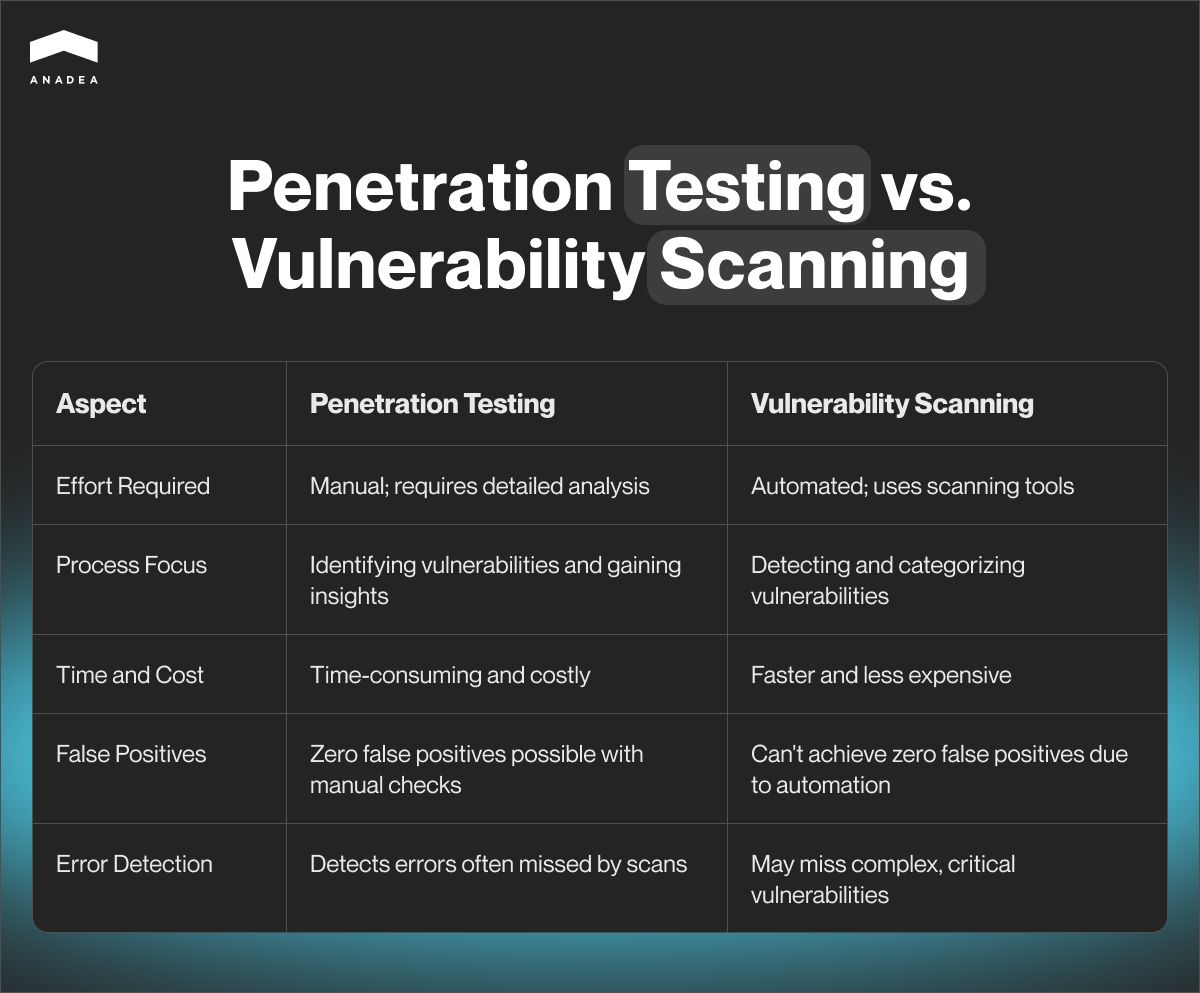 ANADEA
Penetration Testing vs.
Vulnerability Scanning
Aspect
Penetration Testing
Vulnerability Scanning
Effort Required
Manual; requires detailed analysis
Automated; uses scanning tools
Process Focus
Identifying vulnerabilities and gaining
insights
Detecting and categorizing
vulnerabilities
Time and Cost
Time-consuming and costly
Faster and less expensive
False Positives
Zero false positives possible with
manual checks
Can't achieve zero false positives due
to automation
Error Detection
Detects errors often missed by scans
May miss complex, critical
vulnerabilities